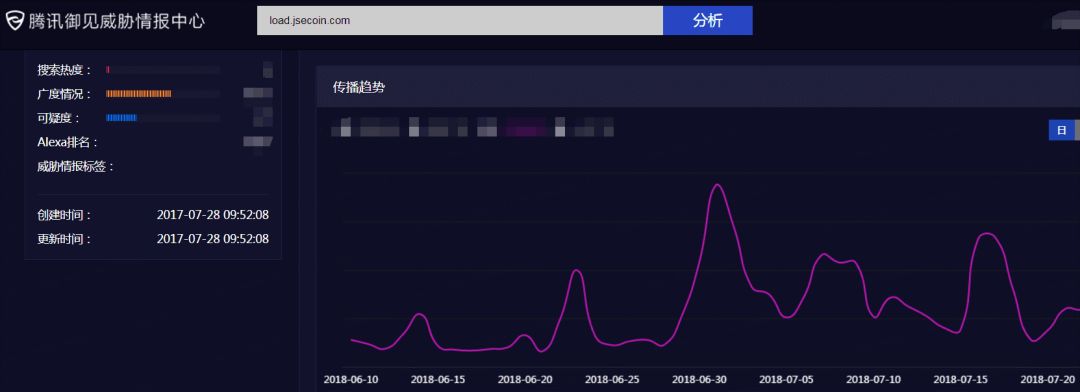 腾讯御见威胁情报中心
load.jsecoin.com
分析
搜索热度：
广度情况：
可疑度：
Alexa排名：
威胁情报标签：
创建时间： 2017-07-28 09:52:08
更新时间： 2017-07-28 09:52:08
传播趋势
日
2018-06-10 2018-06-15 2018-06-20 2018-06-25 2018-06-30 2018-07-05 2018-07-10 2018-07-15 2018-07-20